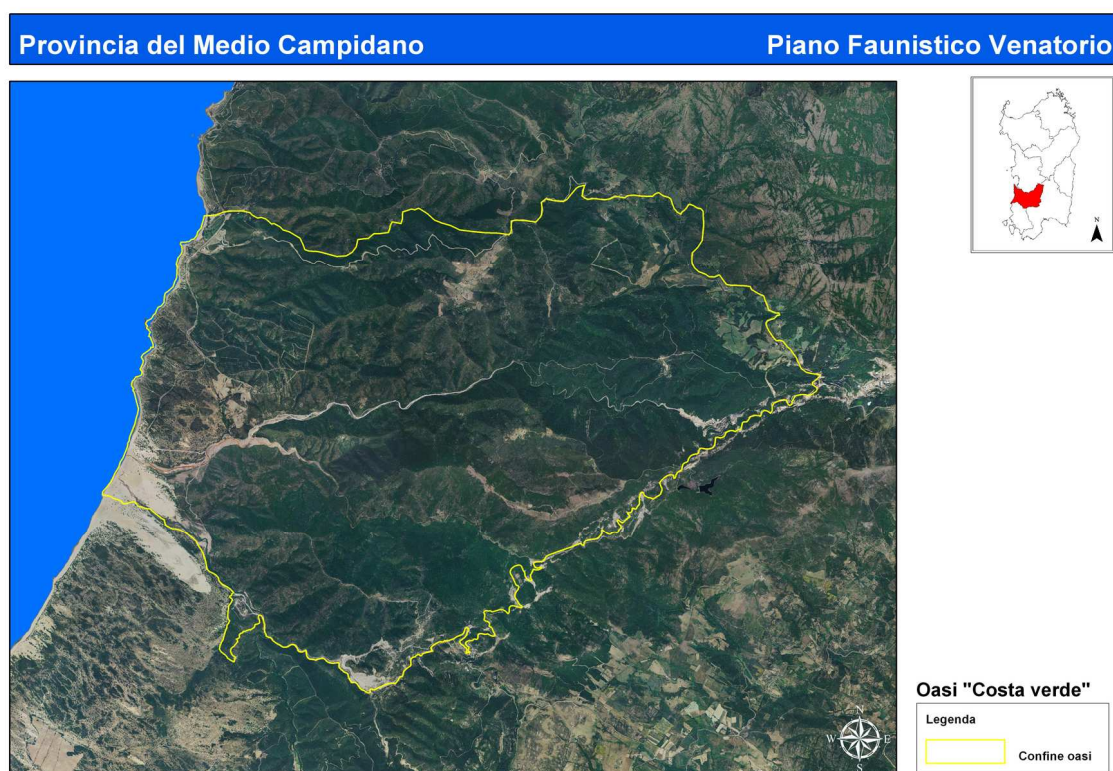 Provincia del Medio Campidano
Piano Faunistico Venatorio
N
Oasi "Costa verde"
Legenda
Confine oasi
N
W
E
S